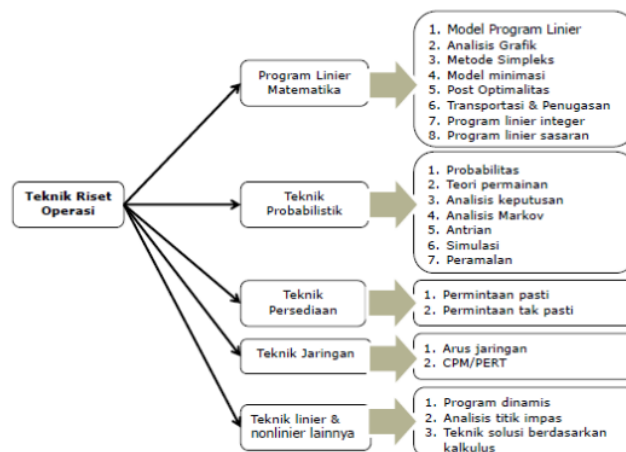 Teknik Riset
Operasi
Program Linier
Matematika
1. Model Program Linier
2. Analisis Grafik
3. Metode Simpleks
4. Model minimasi
5. Post Optimalitas
6. Transportasi & Penugasan
7. Program linier integer
8. Program linier sasaran
Teknik
Probabilistik
1. Probabilitas
2. Teori permainan
3. Analisis keputusan
4. Analisis Markov
5. Antrian
6. Simulasi
7. Peramalan
Teknik
Persediaan
1. Permintaan pasti
2. Permintaan tak pasti
Teknik Jaringan
1. Arus jaringan
2. CPM/PERT
Teknik linier &
nonlinier lainnya
1. Program dinamis
2. Analisis titik impas
3. Teknik solusi berdasarkan
kalkulus